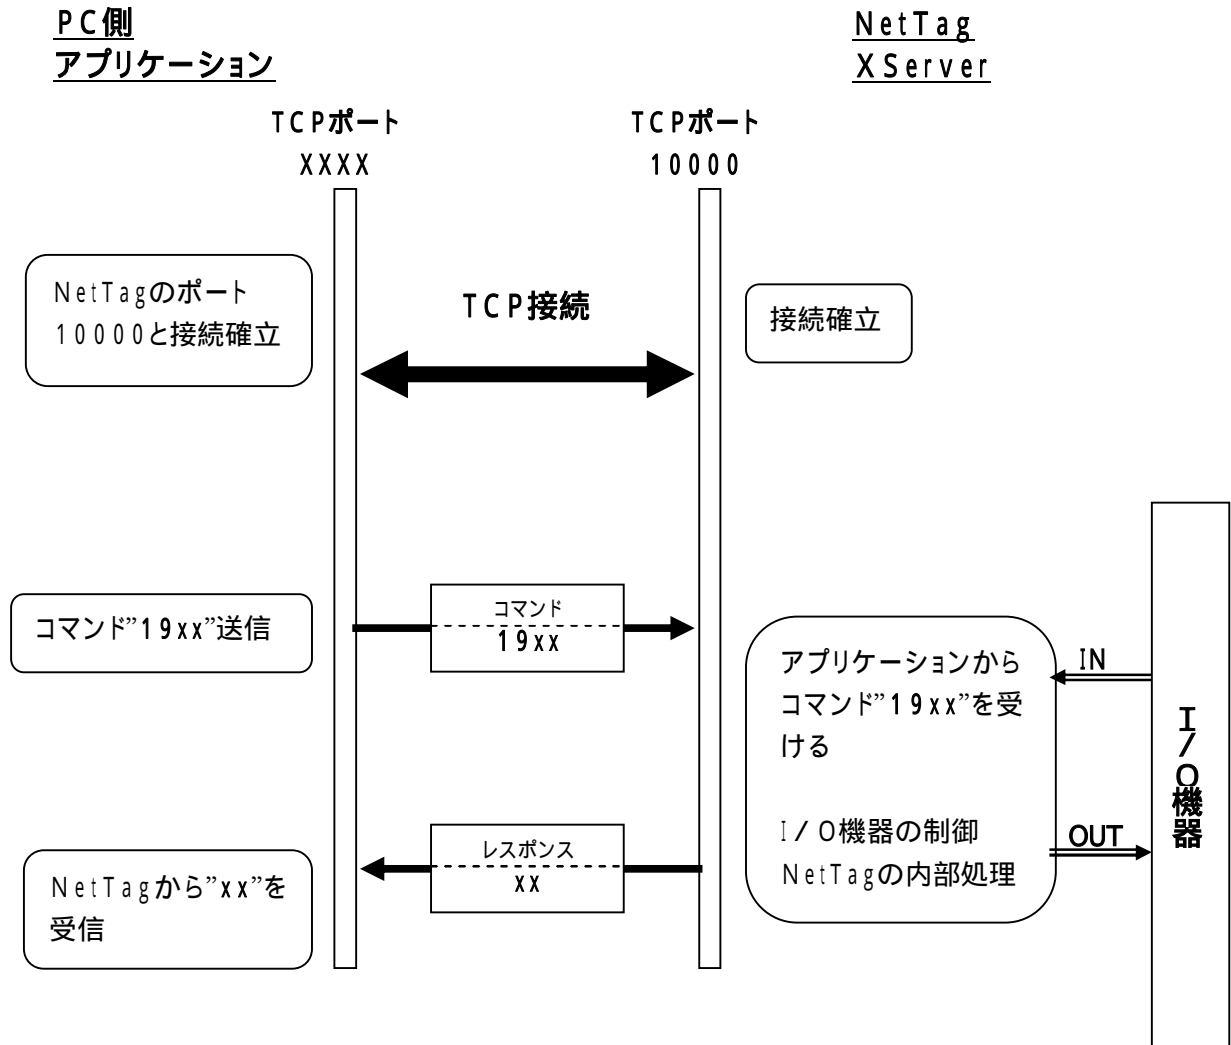 PC側
アプリケーション
NetTag
XServer
TCPポート
XXXX
TCPポート
10000
NetTagのポート
10000と接続確立
TCP接続
接続確立
コマンド”19xx”送信
コマンド
19xx
アプリケーションから
コマンド”19xx”を受
ける
I/O機器の制御
NetTagの内部処理
IN
OUT
I/O機器
レスポンス
xx
NetTagから”xx”を
受信